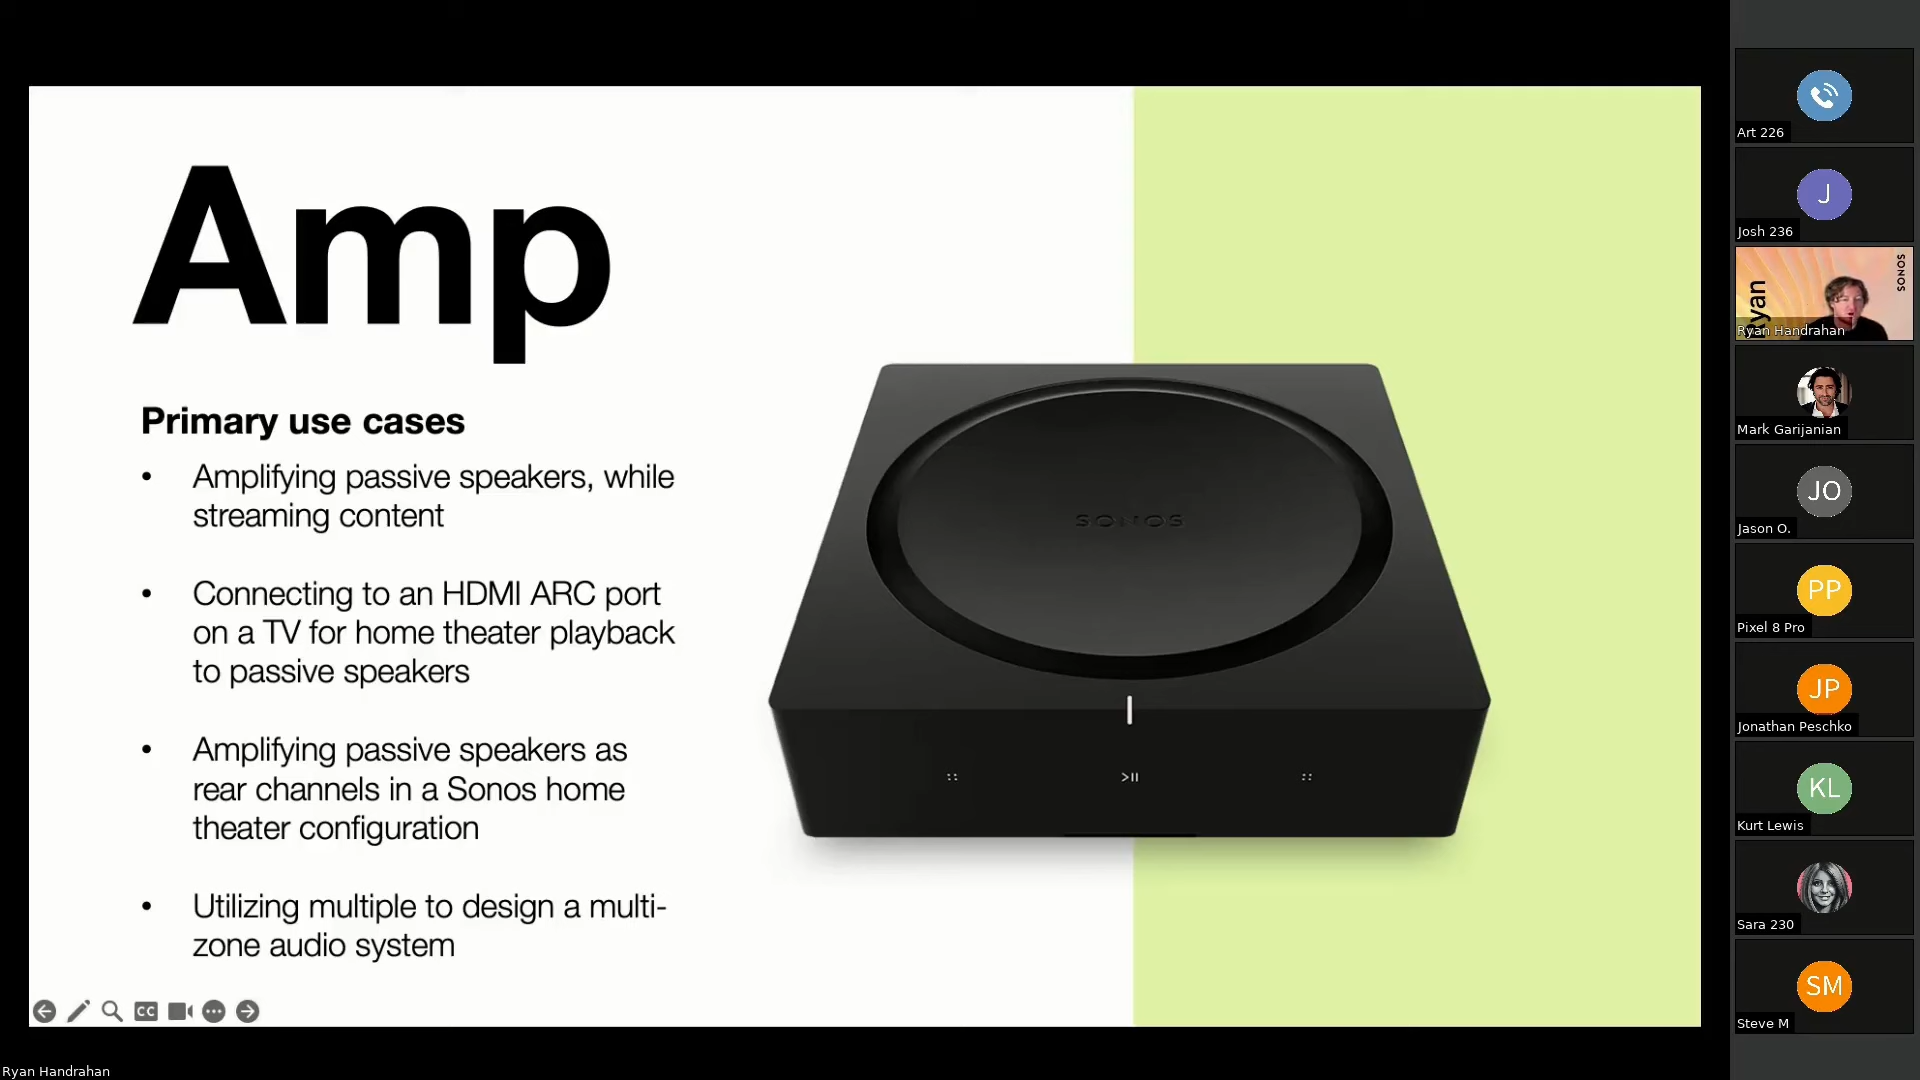 Amp
Primary use cases
• Amplifying passive speakers, while
streaming content
• Connecting to an HDMI ARC port
on a TV for home theater playback
to passive speakers
• Amplifying passive speakers as
rear channels in a Sonos home
theater configuration
• Utilizing multiple to design a multi-
zone audio system
SONOS
CC
Art 226
J
Josh 236
Ryan
SONOS
Ryan Handrahan
Mark Garijanian
JO
Jason O.
PP
Pixel 8 Pro
JP
Jonathan Peschko
KL
Kurt Lewis
Sara 230
SM
Steve M
Ryan Handrahan